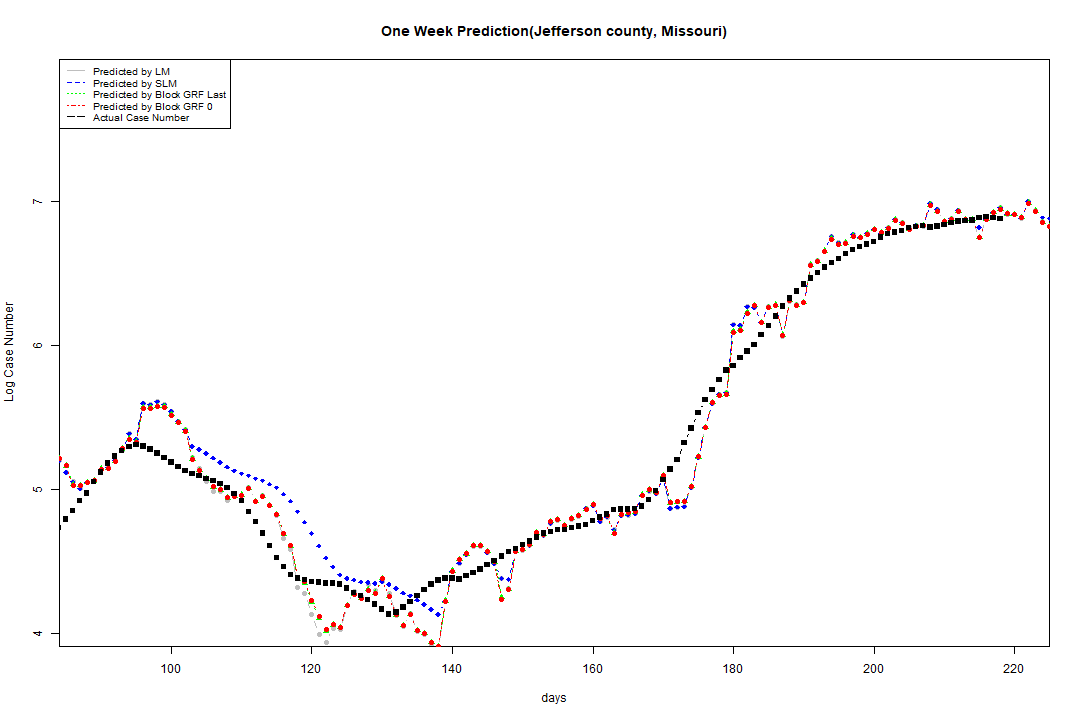 One Week Prediction(Jefferson county, Missouri)
Predicted by LM
Predicted by SLM
Predicted by Block GRF Last
Predicted by Block GRF 0
Actual Case Number
Log Case Number
7
6
5
4
100 120 140 160 180 200 220
days